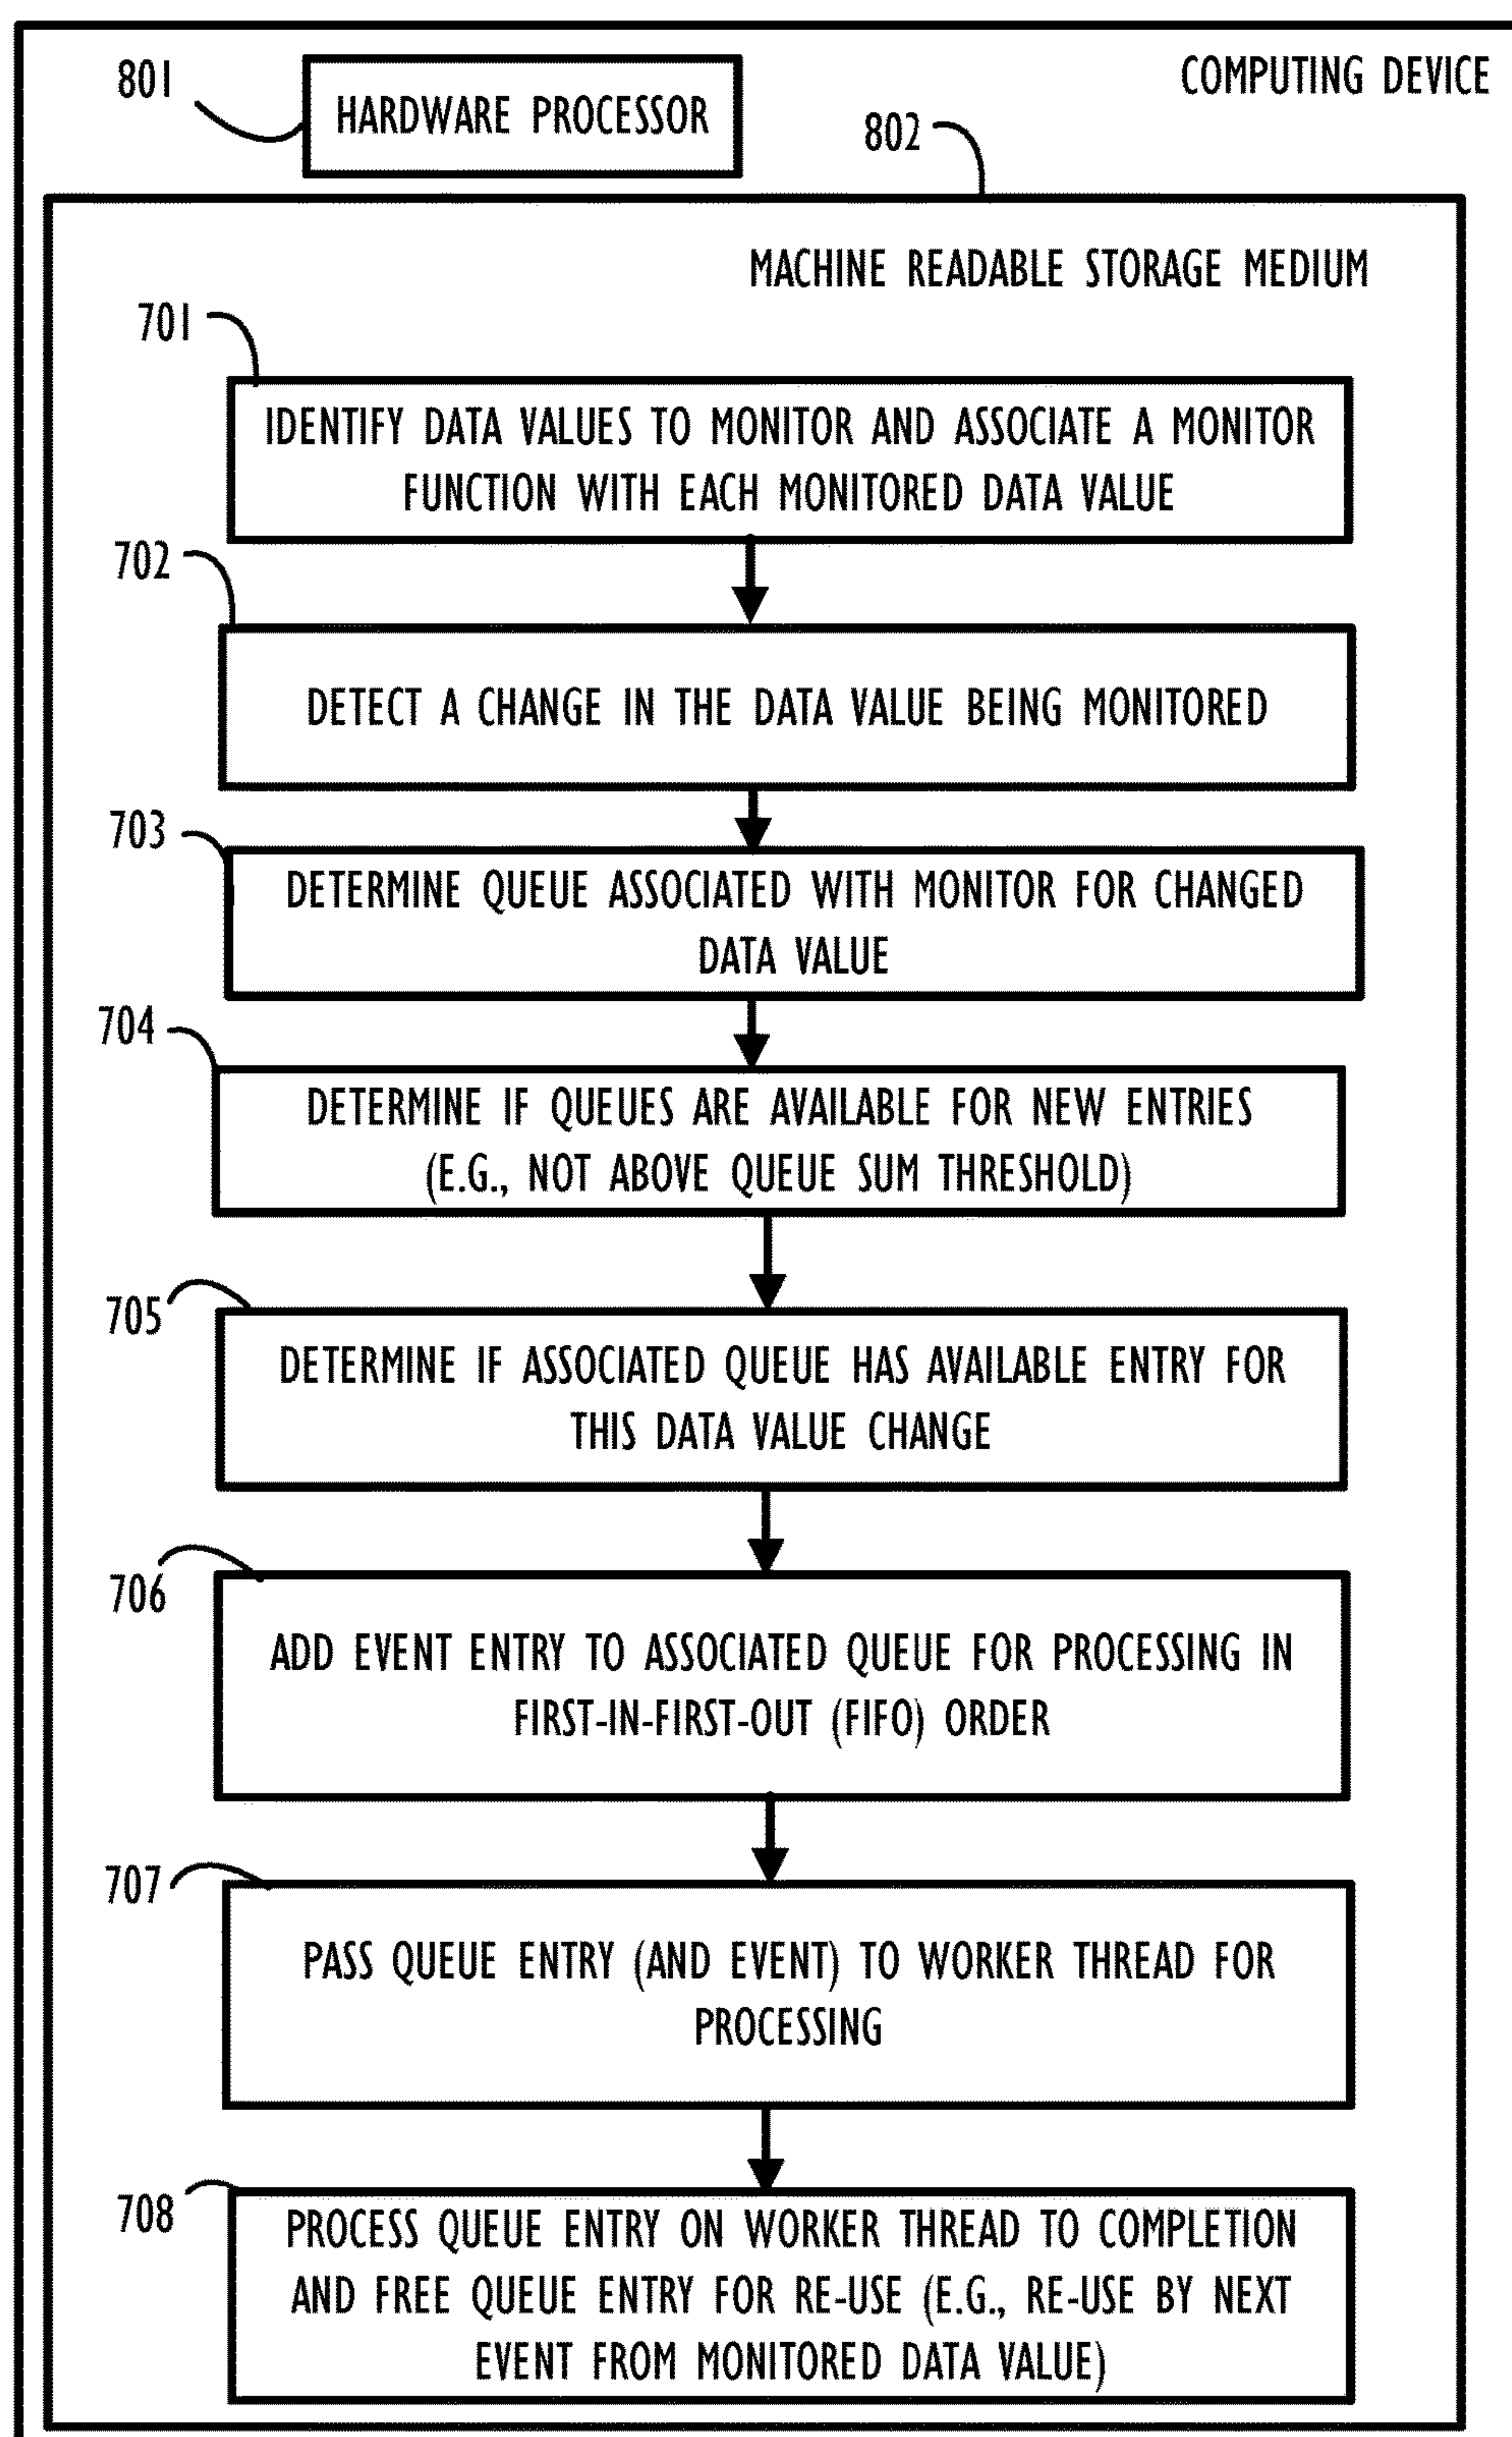 801
HARDWARE PROCESSOR
COMPUTING DEVICE
802
MACHINE READABLE STORAGE MEDIUM
701
IDENTIFY DATA VALUES TO MONITOR AND ASSOCIATE A MONITOR
FUNCTION WITH EACH MONITORED DATA VALUE
702
DETECT A CHANGE IN THE DATA VALUE BEING MONITORED
703
DETERMINE QUEUE ASSOCIATED WITH MONITOR FOR CHANGED
DATA VALUE
704
DETERMINE IF QUEUES ARE AVAILABLE FOR NEW ENTRIES
(E.G., NOT ABOVE QUEUE SUM THRESHOLD)
705
DETERMINE IF ASSOCIATED QUEUE HAS AVAILABLE ENTRY FOR
THIS DATA VALUE CHANGE
706
ADD EVENT ENTRY TO ASSOCIATED QUEUE FOR PROCESSING IN
FIRST-IN-FIRST-OUT (FIFO) ORDER
707
PASS QUEUE ENTRY (AND EVENT) TO WORKER THREAD FOR
PROCESSING
708
PROCESS QUEUE ENTRY ON WORKER THREAD TO COMPLETION
AND FREE QUEUE ENTRY FOR RE-USE (E.G., RE-USE BY NEXT
EVENT FROM MONITORED DATA VALUE)